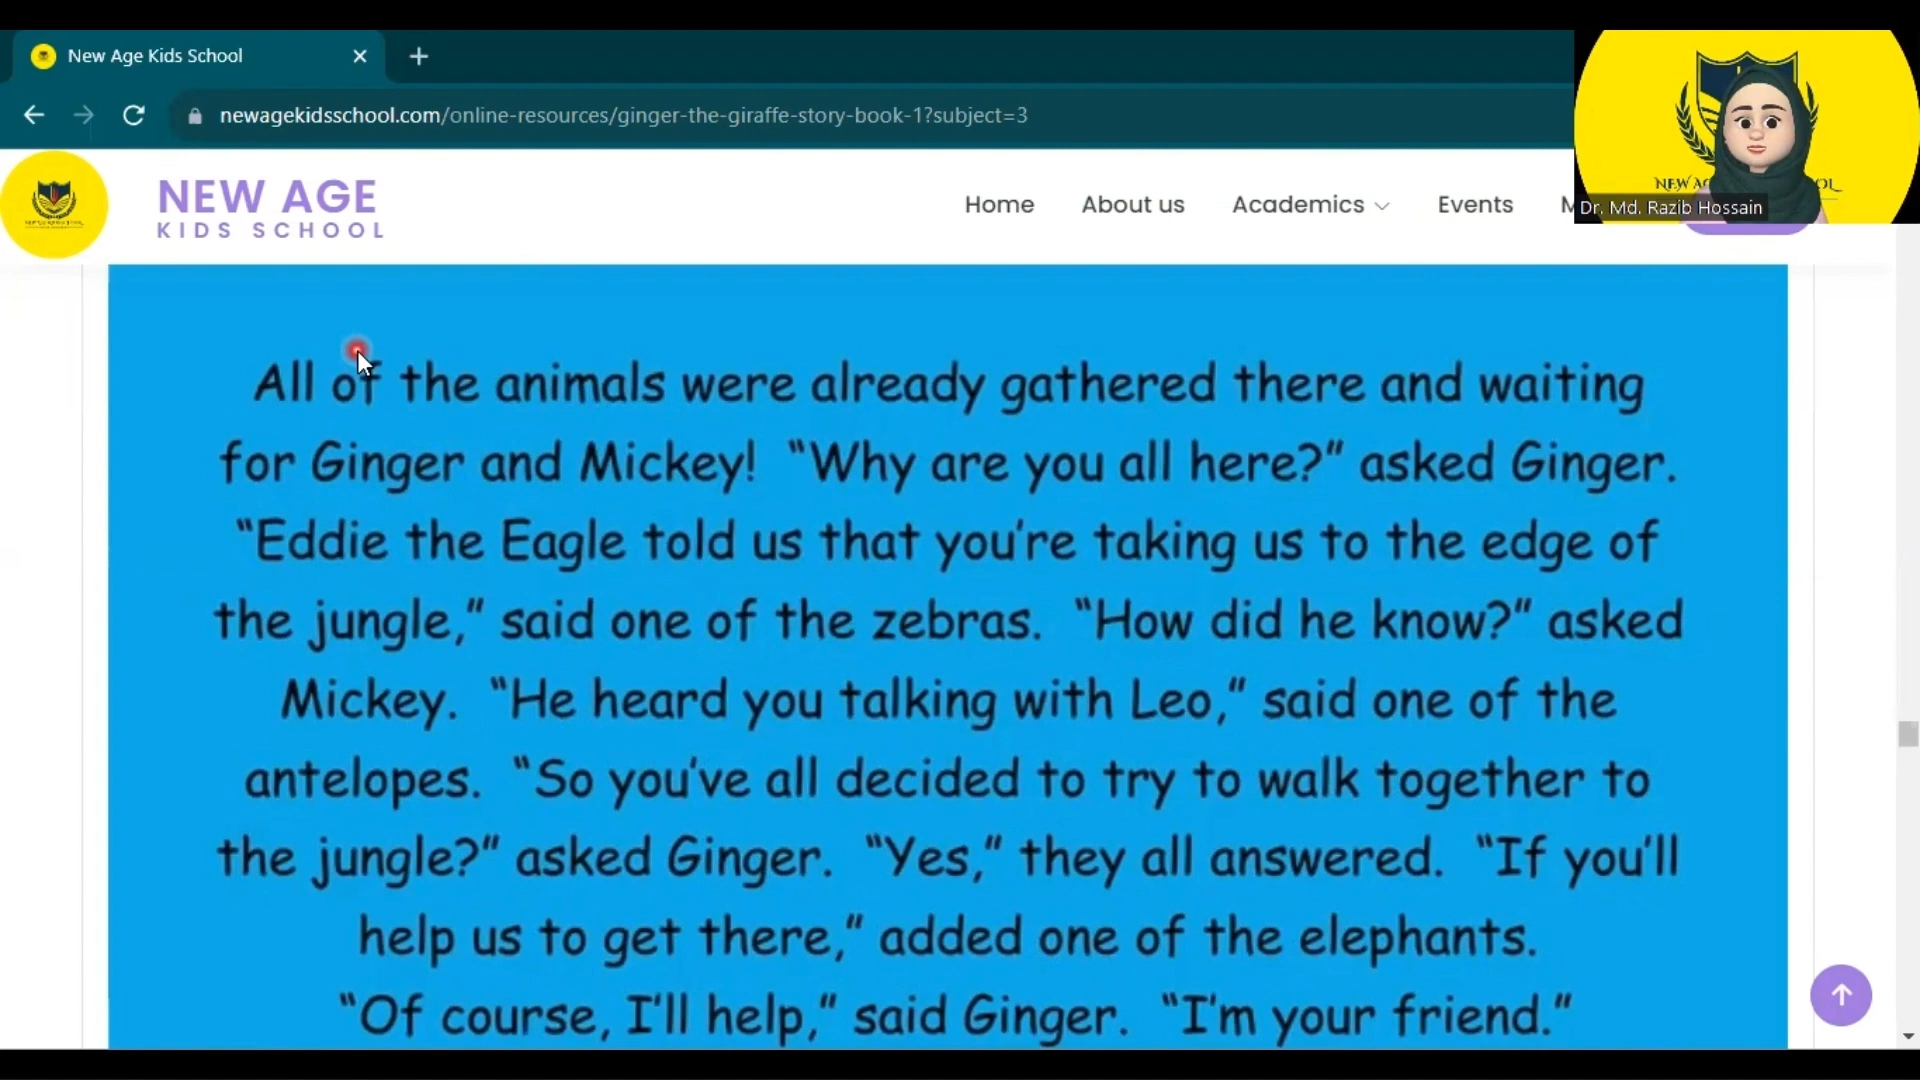 New Age Kids School
newagekidsschool.com/online-resources/ginger-the-giraffe-story-book-1?subject=3
NEW AGE
KIDS SCHOOL
Home About us Academics Events
Dr. Md. Razib Hossain
All of the animals were already gathered there and waiting
for Ginger and Mickey! “Why are you all here?” asked Ginger.
“Eddie the Eagle told us that you’re taking us to the edge of
the jungle,” said one of the zebras. “How did he know?” asked
Mickey. “He heard you talking with Leo,” said one of the
antelopes. “So you’ve all decided to try to walk together to
the jungle?” asked Ginger. “Yes,” they all answered. “If you’ll
help us to get there,” added one of the elephants.
“Of course, I’ll help,” said Ginger. “I’m your friend.”